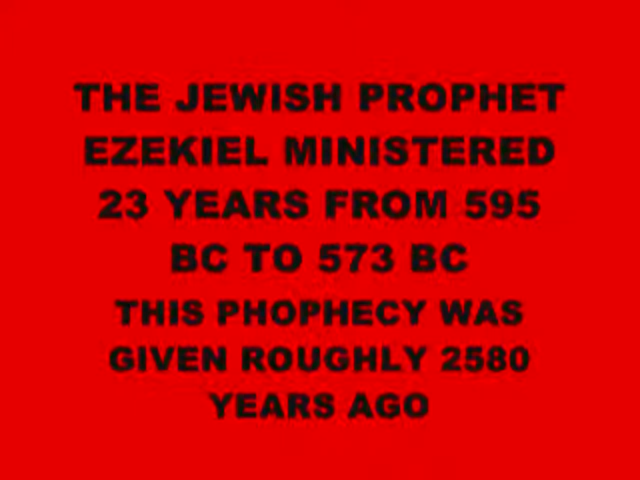 THE JEWISH PROPHET
EZEKIEL MINISTERED
23 YEARS FROM 595
BC TO 573 BC
THIS PHOPHECY WAS
GIVEN ROUGHLY 2580
YEARS AGO